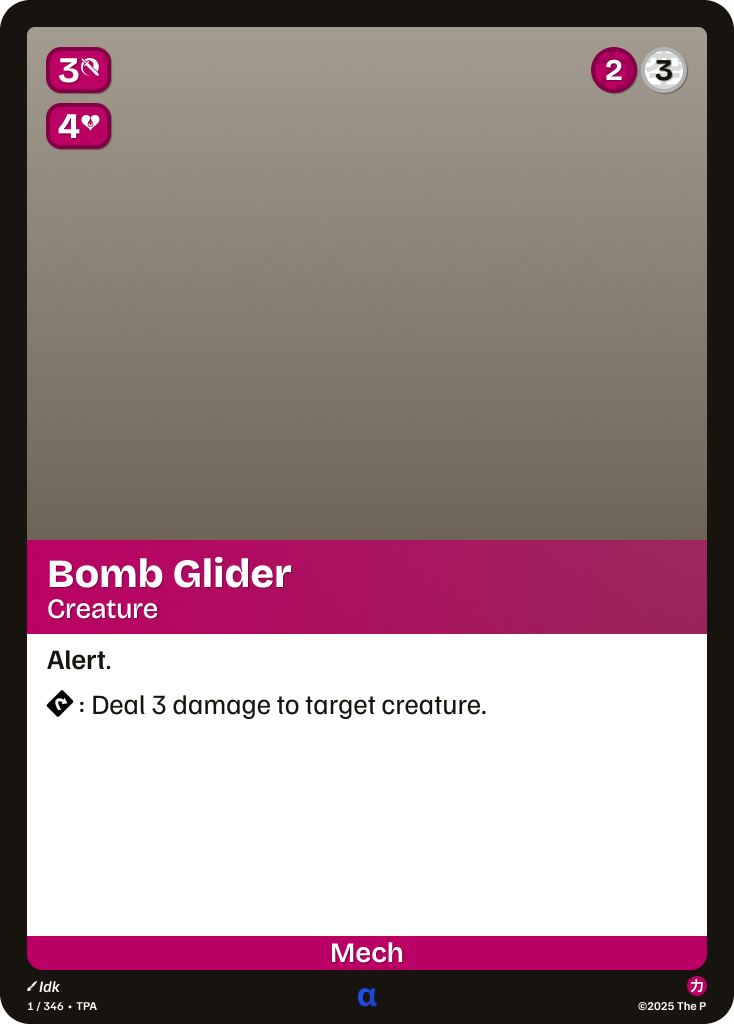 3
2 3
4
Bomb Glider
Creature
Alert.
: Deal 3 damage to target creature.
Mech
Idk
1 / 346 • TPA
α
力
©2025 The P